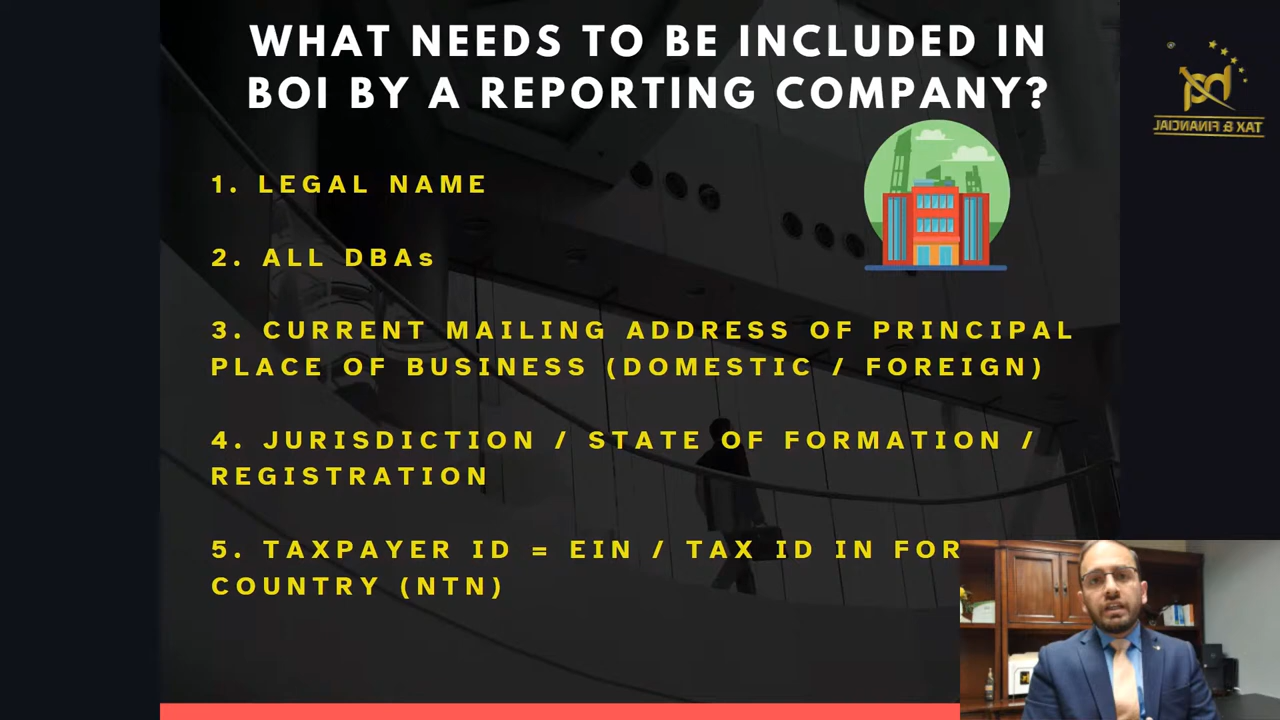 WHAT NEEDS TO BE INCLUDED IN
BOI BY A REPORTING COMPANY?
1. LEGAL NAME
2. ALL DBAs
3. CURRENT MAILING ADDRESS OF PRINCIPAL
PLACE OF BUSINESS (DOMESTIC / FOREIGN)
4. JURISDICTION / STATE OF FORMATION /
REGISTRATION
5. TAXPAYER ID = EIN / TAX ID IN FOR
COUNTRY (NTN)
TAX & FINANCIAL